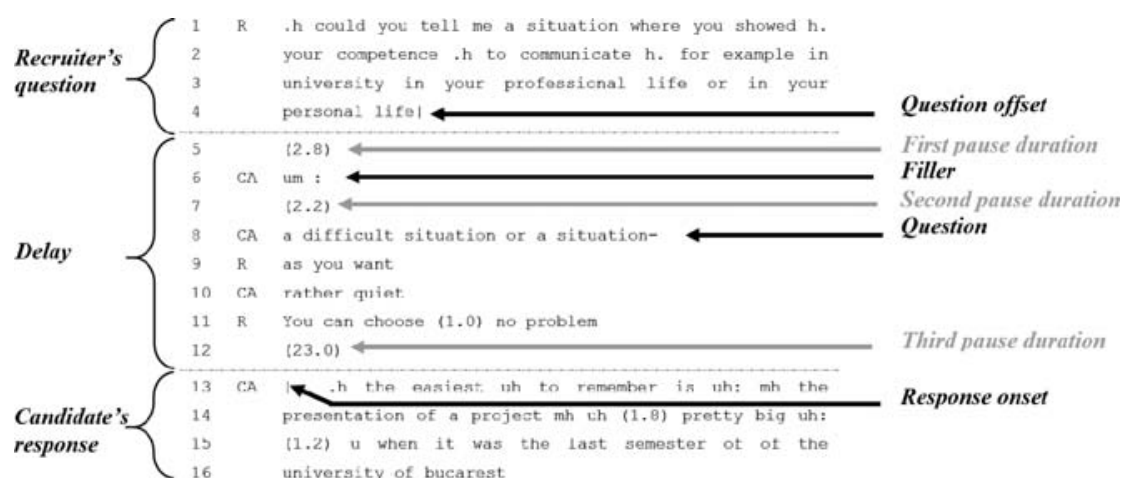 1 R .h could you tell me a situation where you showed h.
Recruiter's question
2 your competence .h to communicate h. for example in
3 university in your professional life or in your
4 personal life| Question offset
5 (2.8) First pause duration
6 CA um : Filler
7 (2.2) Second pause duration
8 CA a difficult situation or a situation- Question
Delay
9 R as you want
10 CA rather quiet
11 R You can choose (1.0) no problem
12 (23.0) Third pause duration
13 CA | .h the easiest uh to remember is uh: mh the
Response onset
Candidate's response
14 presentation of a project mh uh (1.8) pretty big uh:
15 (1.2) u when it was the last semester of of the
16 university of bucarest